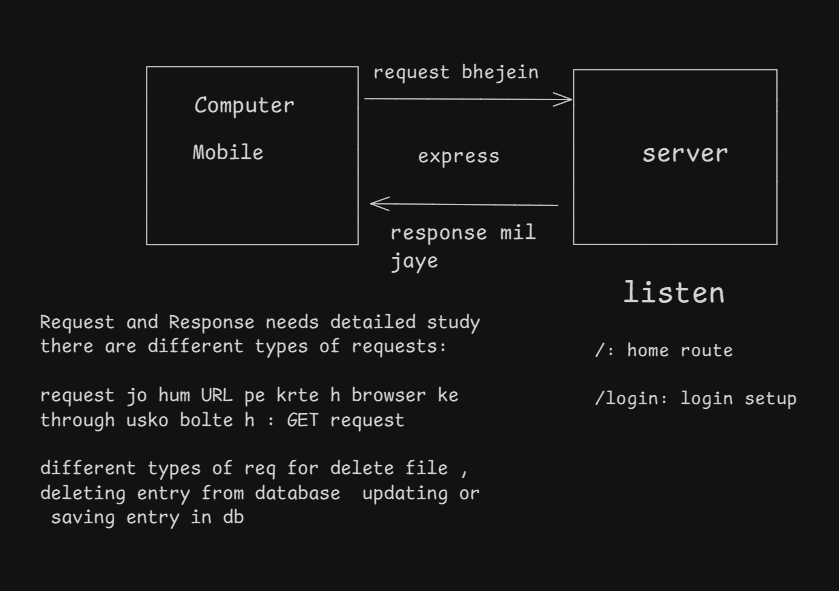 request bhejein
Computer
Mobile
express
server
response mil
jaye
listen
Request and Response needs detailed study
there are different types of requests:
request jo hum URL pe krte h browser ke
through usko bolte h : GET request
different types of req for delete file ,
deleting entry from database  updating or
saving entry in db
/: home route
/login: login setup